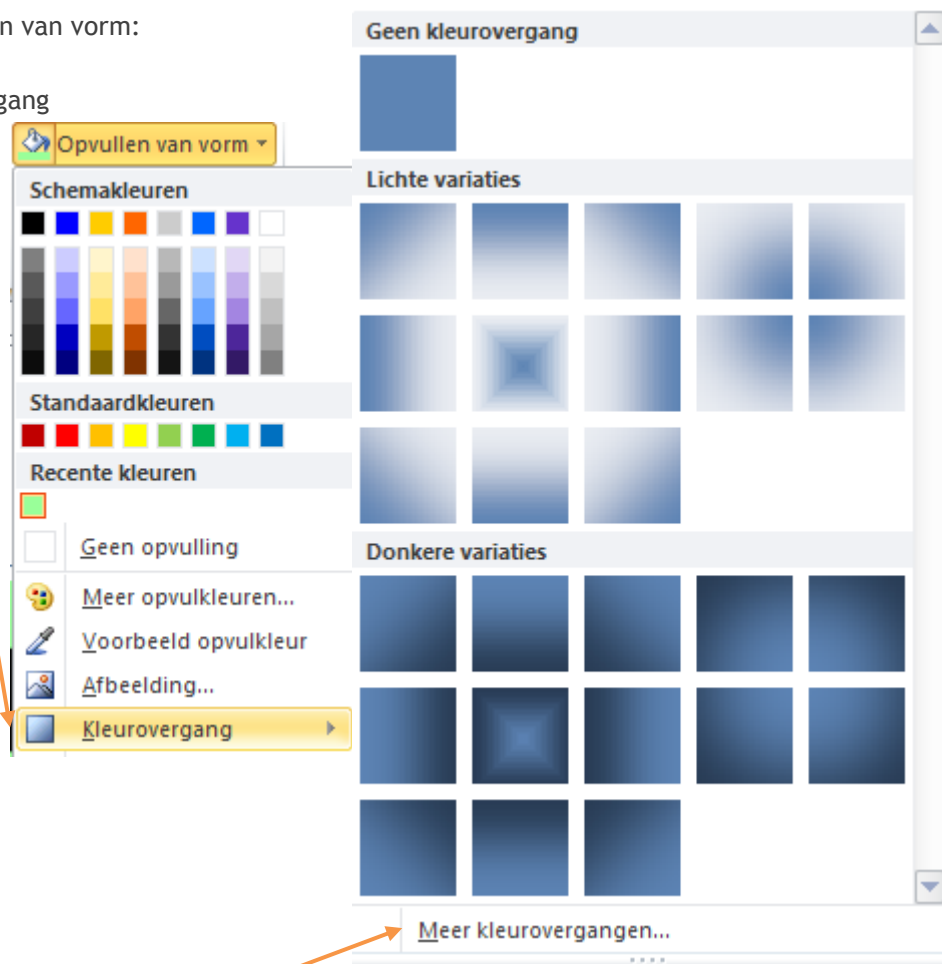 n van vorm:
gang
Opvullen van vorm
Schemakleuren
Standaardkleuren
Recente kleuren
Geen opvulling
Meer opvulkleuren...
Voorbeeld opvulkleur
Afbeelding...
Kleurovergang
Geen kleurovergang
Lichte variaties
Donkere variaties
Meer kleurovergangen...